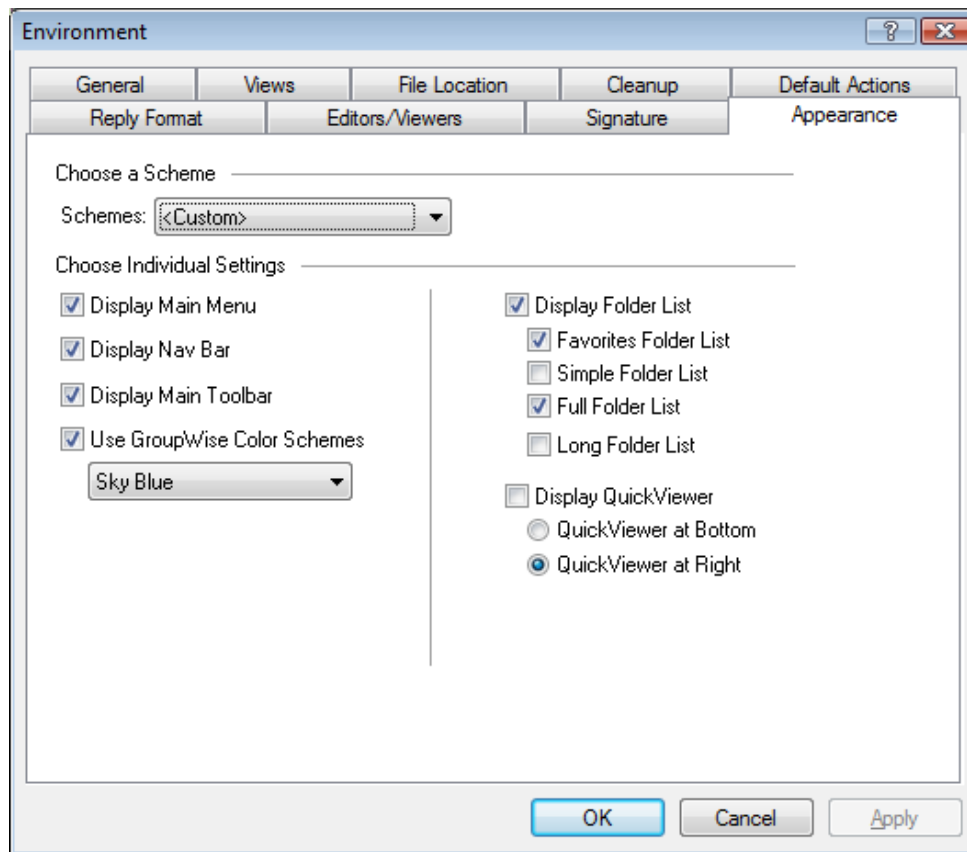 Environment
General Views File Location Cleanup Default Actions
Reply Format Editors/Viewers Signature Appearance
Choose a Scheme
Schemes: <Custom>
Choose Individual Settings
Display Main Menu
Display Nav Bar
Display Main Toolbar
Use GroupWise Color Schemes
Sky Blue
Display Folder List
Favorites Folder List
Simple Folder List
Full Folder List
Long Folder List
Display QuickViewer
QuickViewer at Bottom
QuickViewer at Right
OK Cancel Apply